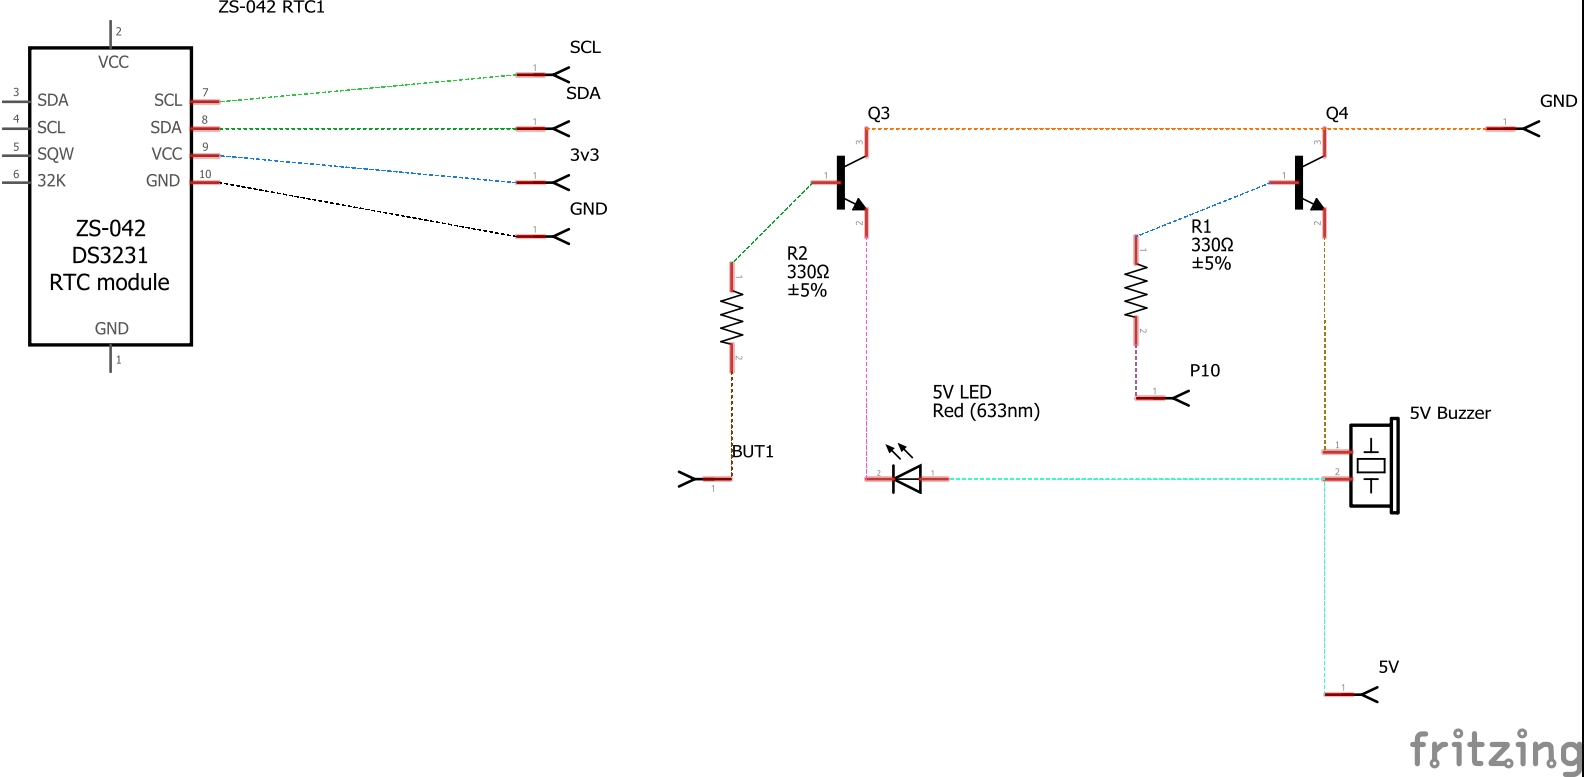 ZS-042 RTC1
2
VCC
3 SDA SCL 7
4 SCL SDA 8
5 SQW VCC 9
6 32K GND 10
ZS-042
DS3231
RTC module
GND
1
SCL
1
SDA
1
3v3
1
GND
1
Q3
3
1
2
R2
330Ω
±5%
1
2
BUT1
1
Q4
3
1
2
GND
1
R1
330Ω
±5%
1
2
P10
1
5V LED
Red (633nm)
2 1
5V Buzzer
1
2
5V
1
fritzing